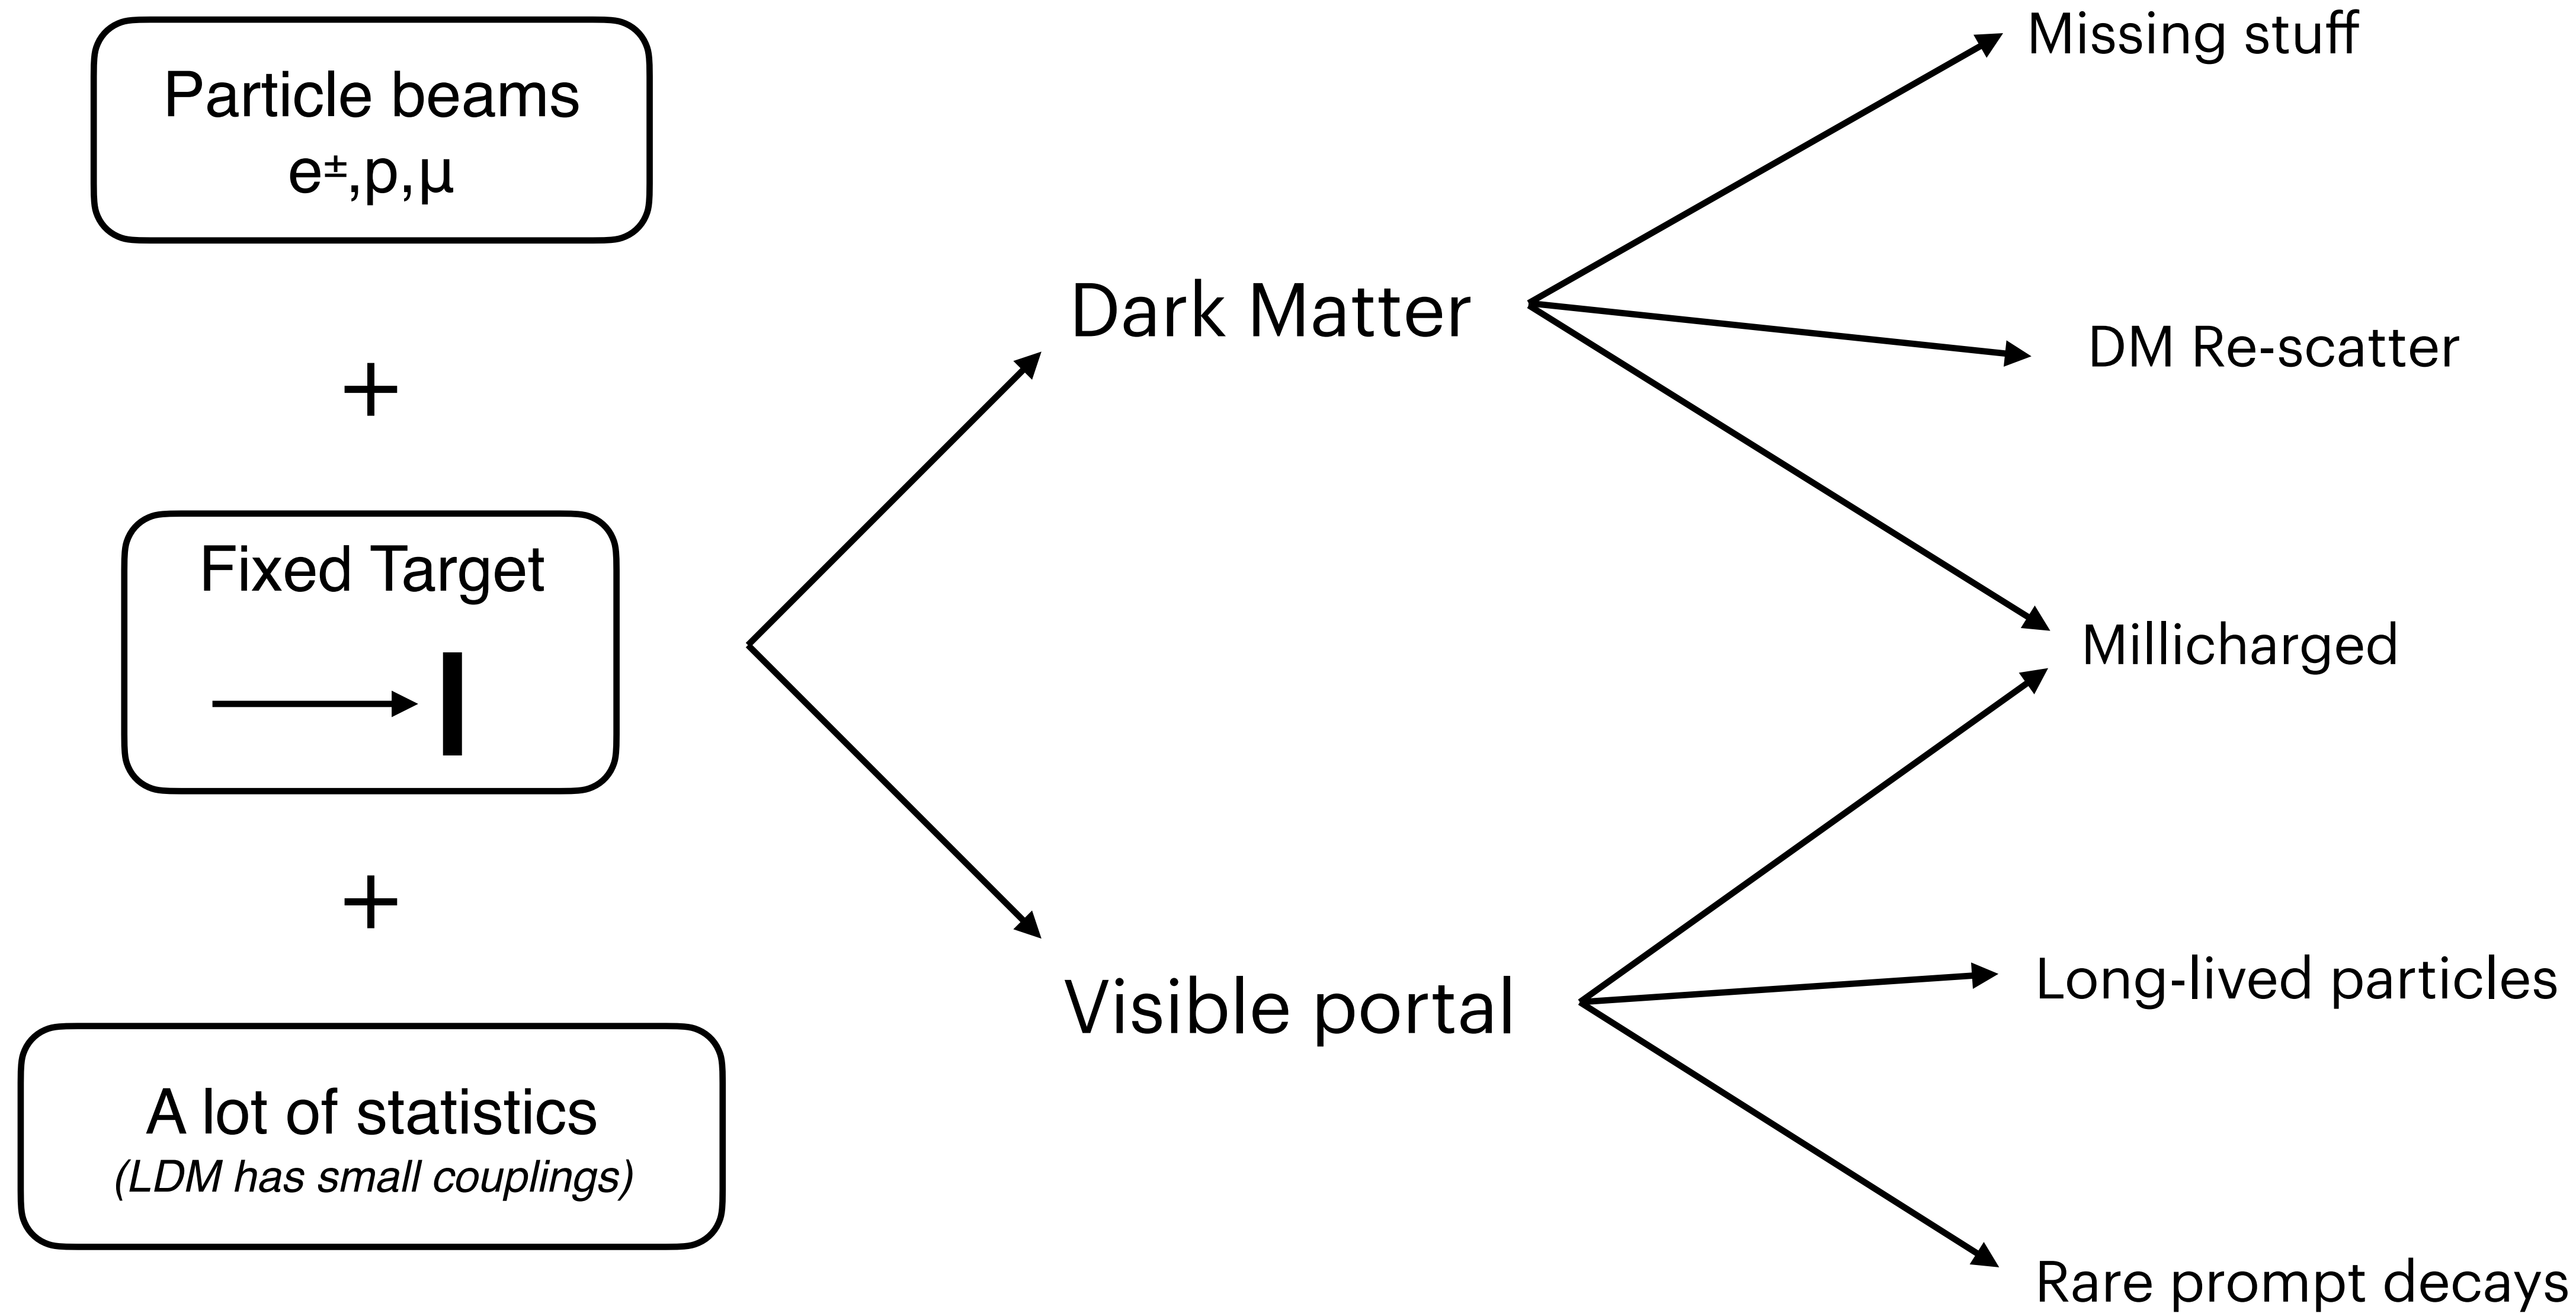 Particle beams
e±,p,μ
+
Fixed Target
+
A lot of statistics
(LDM has small couplings)
Dark Matter
Visible portal
Missing stuff
DM Re-scatter
Millicharged
Long-lived particles
Rare prompt decays